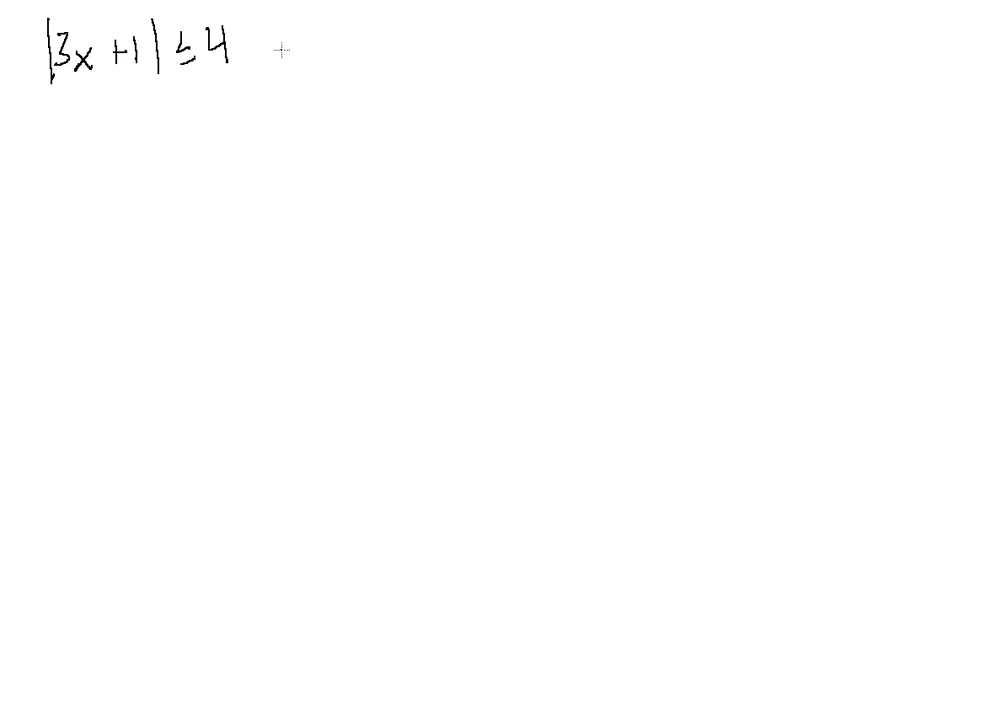 |3x + 1| ≤ 4